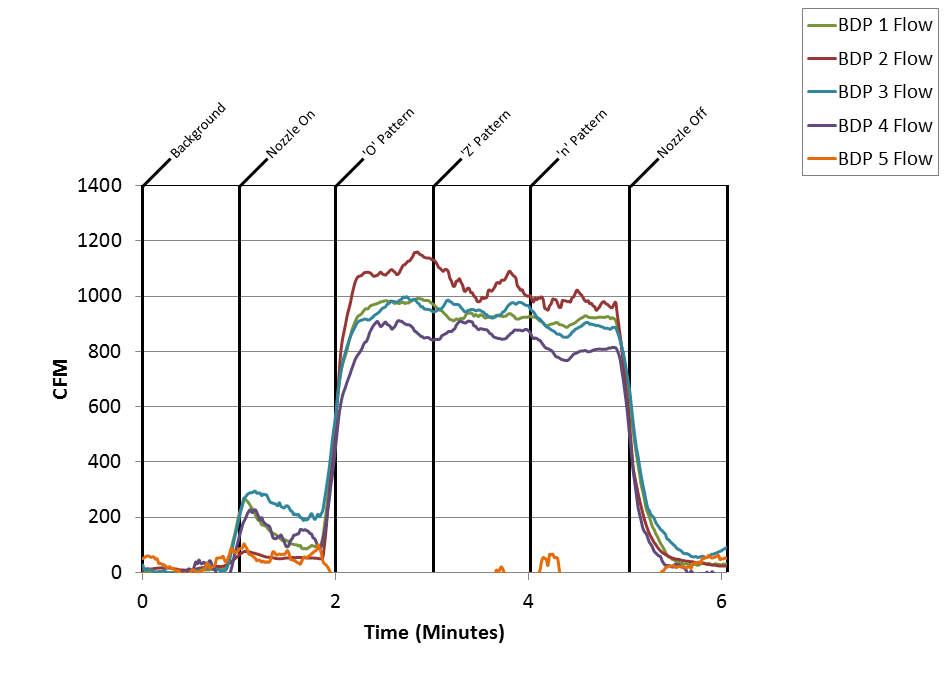 BDP 1 Flow
BDP 2 Flow
BDP 3 Flow
BDP 4 Flow
BDP 5 Flow
Background
Nozzle On
'O' Pattern
'Z' Pattern
'n' Pattern
Nozzle Off
1400
1200
1000
800
600
400
200
0
CFM
0 2 4 6
Time (Minutes)